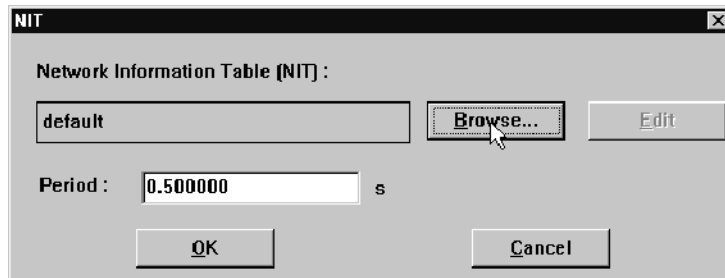 NIT
Network Information Table (NIT) :
default Browse... Edit
Period : 0.500000 s
OK Cancel